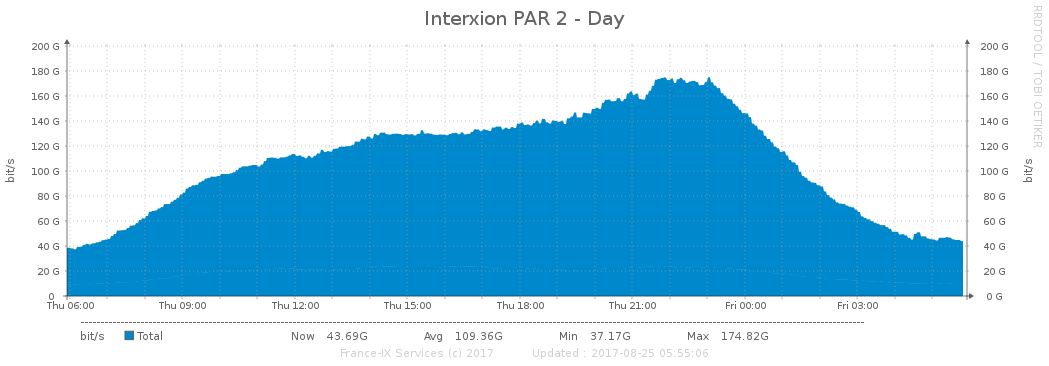 Interxion PAR 2 - Day
RRDTOOL / TOBI OETIKER
200 G 200 G
180 G 180 G
160 G 160 G
140 G 140 G
120 G 120 G
100 G 100 G
80 G 80 G
60 G 60 G
40 G 40 G
20 G 20 G
0 0 G
bit/s bit/s
Thu 06:00 Thu 09:00 Thu 12:00 Thu 15:00 Thu 18:00 Thu 21:00 Fri 00:00 Fri 03:00
bit/s Total Now 43.69G Avg 109.36G Min 37.17G Max 174.82G
France-IX Services (c) 2017 Updated : 2017-08-25 05:55:06